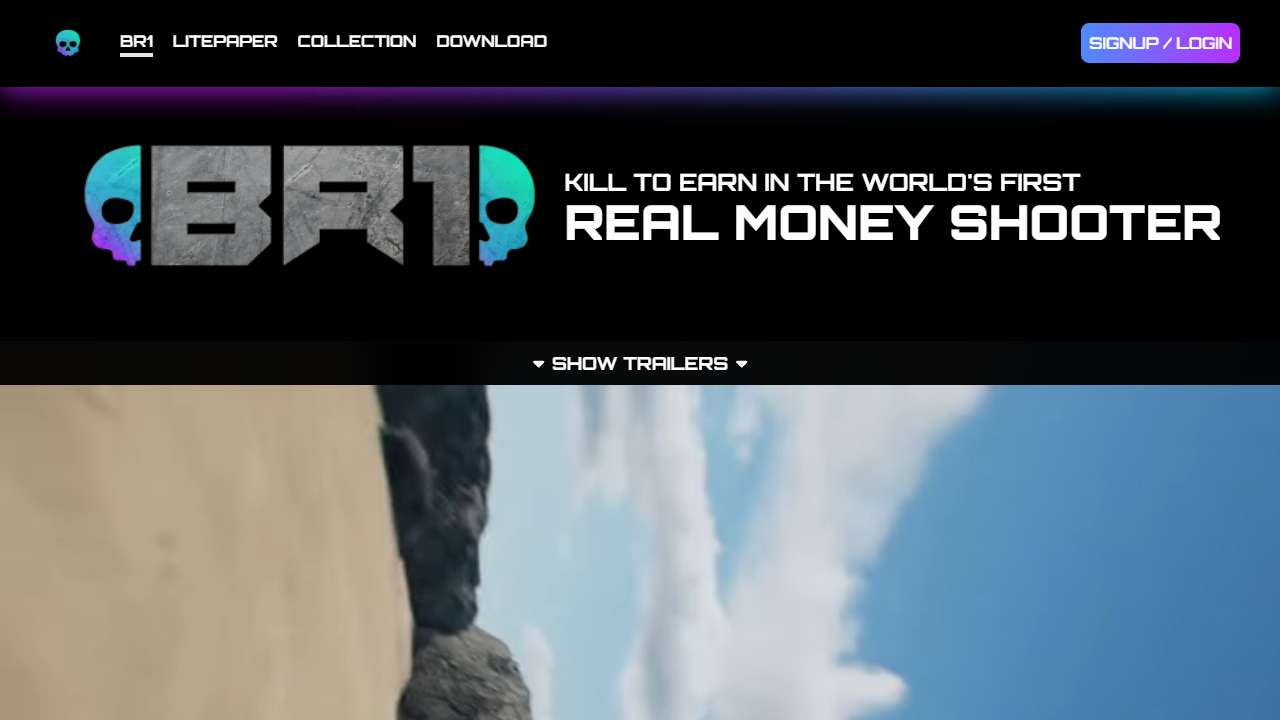 BR1 LITEPAPER COLLECTION DOWNLOAD SIGNUP / LOGIN
BR1
KILL TO EARN IN THE WORLD'S FIRST
REAL MONEY SHOOTER
SHOW TRAILERS